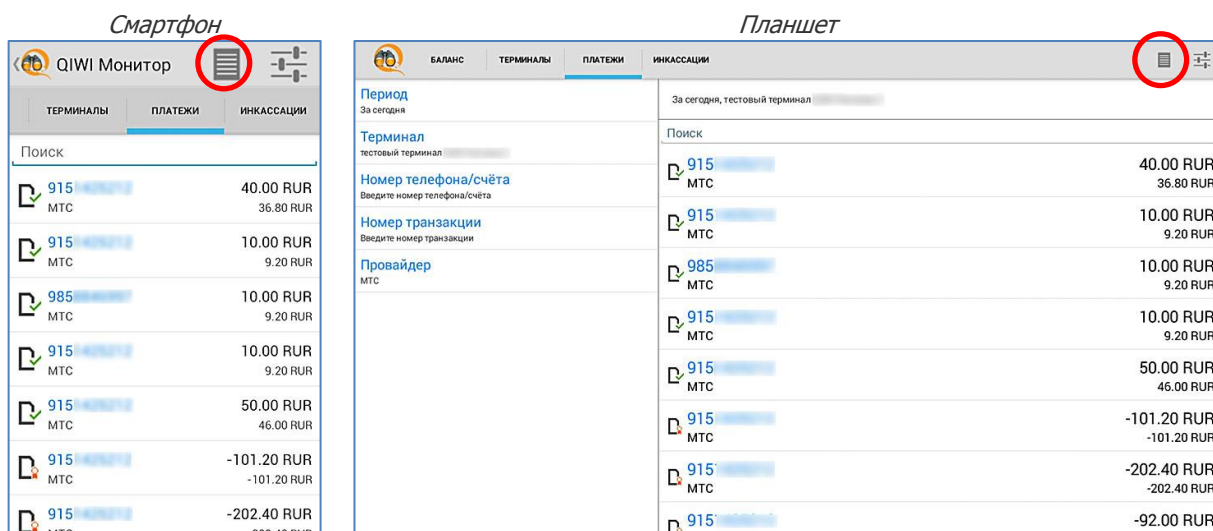 Смартфон
QIWI Монитор
ТЕРМИНАЛЫ ПЛАТЕЖИ ИНКАССАЦИИ
Поиск
915 40.00 RUR
МТС 36.80 RUR
915 10.00 RUR
МТС 9.20 RUR
985 10.00 RUR
МТС 9.20 RUR
915 10.00 RUR
МТС 9.20 RUR
915 50.00 RUR
МТС 46.00 RUR
915 -101.20 RUR
МТС -101.20 RUR
915 -202.40 RUR
Планшет
БАЛАНС ТЕРМИНАЛЫ ПЛАТЕЖИ ИНКАССАЦИИ
Период
За сегодня
Терминал
тестовый терминал
Номер телефона/счёта
Введите номер телефона/счёта
Номер транзакции
Введите номер транзакции
Провайдер
МТС
За сегодня, тестовый терминал
Поиск
915 40.00 RUR
МТС 36.80 RUR
915 10.00 RUR
МТС 9.20 RUR
985 10.00 RUR
МТС 9.20 RUR
915 10.00 RUR
МТС 9.20 RUR
915 50.00 RUR
МТС 46.00 RUR
915 -101.20 RUR
МТС -101.20 RUR
915 -202.40 RUR
МТС -202.40 RUR
915 -92.00 RUR